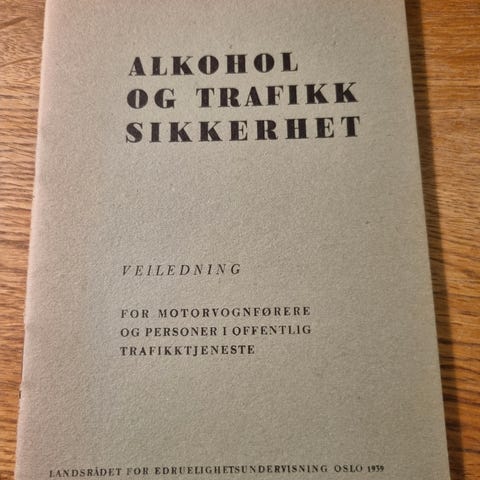 ALKOHOL
OG TRAFIKK
SIKKERHET
VEILEDNING
FOR MOTORVOGNFØRERE
OG PERSONER I OFFENTLIG
TRAFIKKTJENESTE
LANDSRÅDET FOR EDRUELIGHETSUNDERVISNING OSLO 1939